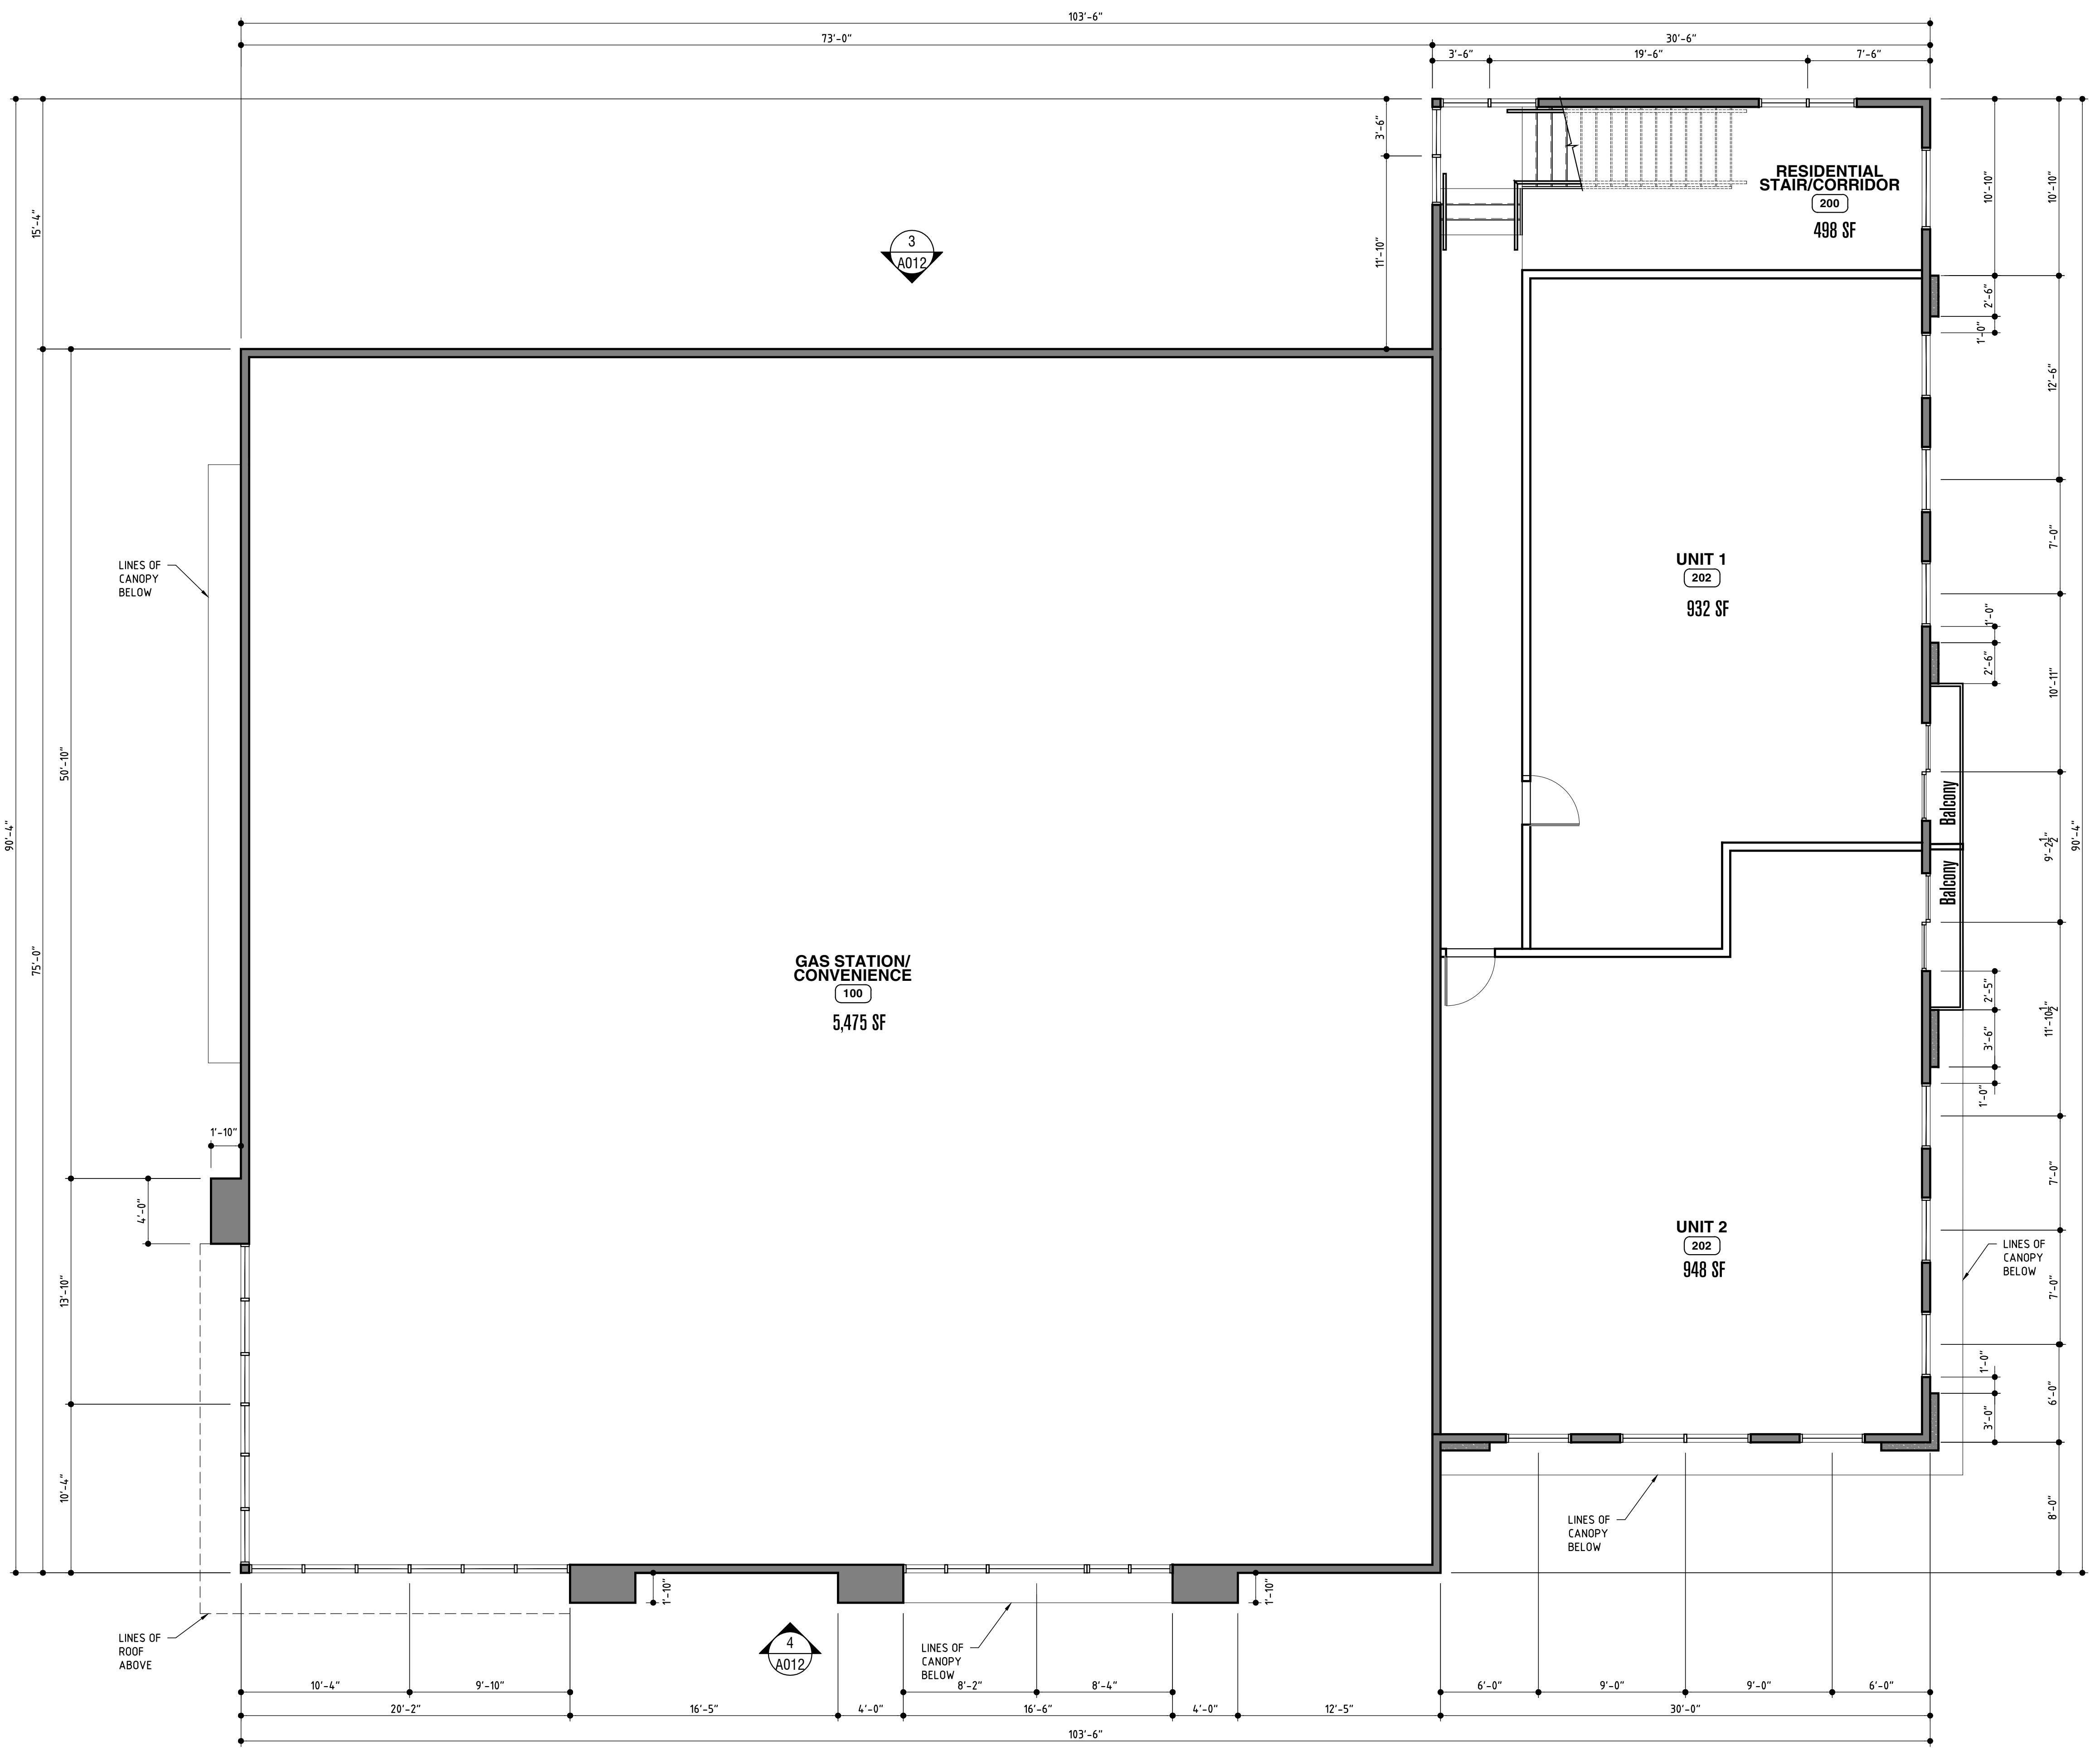 103'-6"
73'-0"
30'-6"
3'-6"
19'-6"
7'-6"
3'-6"
11'-10"
15'-4"
RESIDENTIAL
STAIR/CORRIDOR
200
498 SF
10'-10"
10'-10"
3
A012
2'-6"
1'-0"
12'-6"
LINES OF
CANOPY
BELOW
UNIT 1
202
932 SF
7'-0"
1'-0"
2'-6"
10'-11"
50'-10"
90'-4"
75'-0"
Balcony
Balcony
9'-2 1/2"
90'-4"
GAS STATION/
CONVENIENCE
100
5,475 SF
2'-5"
3'-6"
1'-0"
11'-10 1/2"
1'-10"
4'-0"
7'-0"
UNIT 2
202
948 SF
LINES OF
CANOPY
BELOW
13'-10"
7'-0"
1'-0"
3'-0"
6'-0"
10'-4"
8'-0"
LINES OF
CANOPY
BELOW
1'-10"
1'-10"
LINES OF
ROOF
ABOVE
4
A012
LINES OF
CANOPY
BELOW
10'-4"
9'-10"
8'-2"
8'-4"
6'-0"
9'-0"
9'-0"
6'-0"
20'-2"
16'-5"
4'-0"
16'-6"
4'-0"
12'-5"
30'-0"
103'-6"